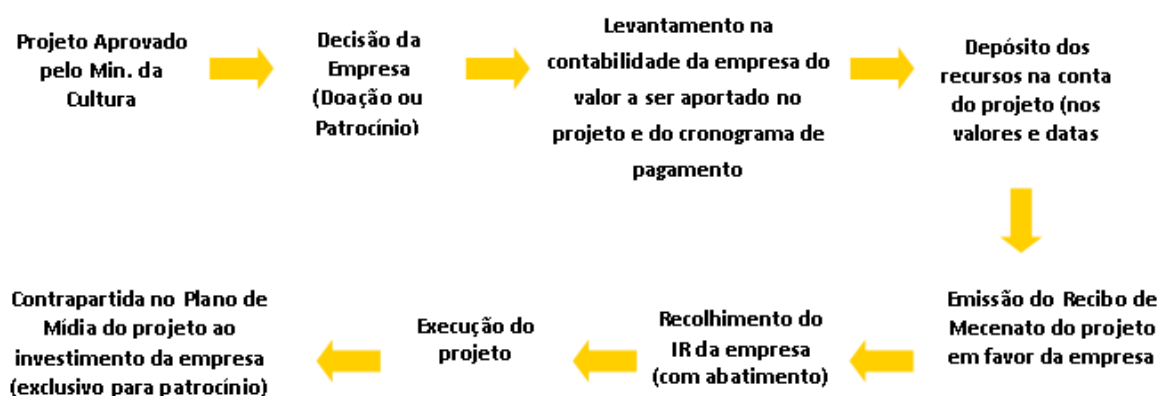 Projeto Aprovado
pelo Min. da
Cultura
Decisão da
Empresa
(Doação ou
Patrocínio)
Levantamento na
contabilidade da empresa do
valor a ser aportado no
projeto e do cronograma de
pagamento
Depósito dos
recursos na conta
do projeto (nos
valores e datas
Emissão do Recibo de
Mecenato do projeto
em favor da empresa
Recolhimento do
IR da empresa
(com abatimento)
Execução do
projeto
Contrapartida no Plano de
Mídia do projeto ao
investimento da empresa
(exclusivo para patrocínio)